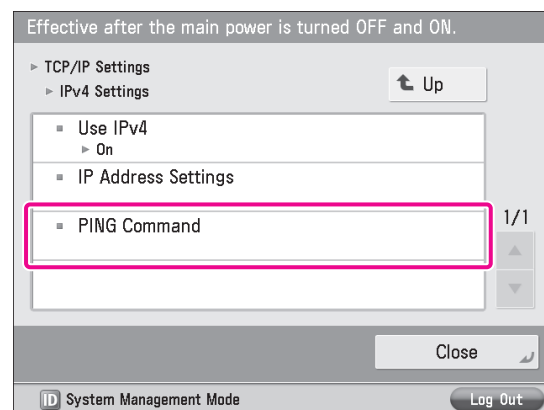 Effective after the main power is turned OFF and ON.
TCP/IP Settings
IPv4 Settings
Up
Use IPv4
On
IP Address Settings
PING Command
1/1
Close
ID System Management Mode
Log Out